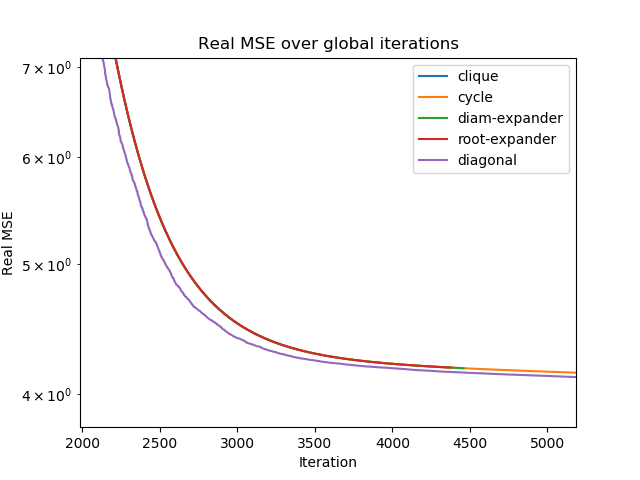 Real MSE over global iterations
Real MSE
7 × 10⁰
6 × 10⁰
5 × 10⁰
4 × 10⁰
clique
cycle
diam-expander
root-expander
diagonal
2000 2500 3000 3500 4000 4500 5000
Iteration